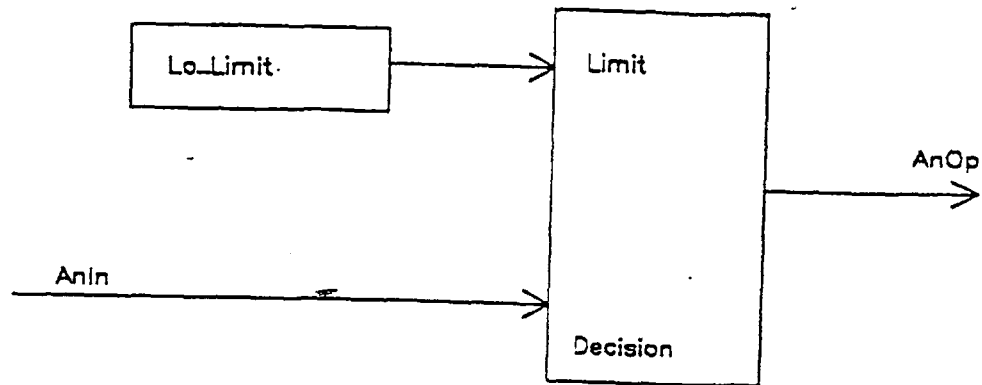 Lo_Limit
Limit
AnOp
AnIn
Decision